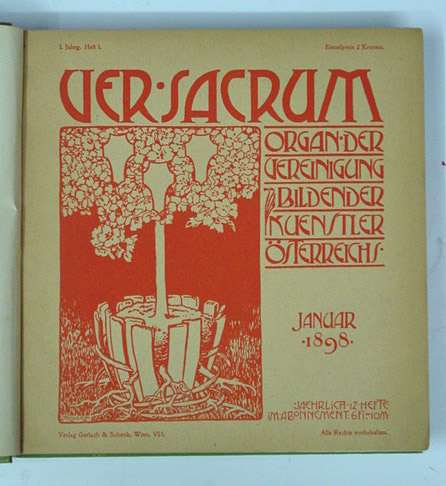 I. Jahrg. Heft 1.
Einzelpreis 2 Kronen.
VER·SACRUM
ORGAN·DER
VEREINIGUNG
BILDENDER
KUENSTLER
ÖSTERREICHS·
JANUAR
·1898·
JAEHRLICH·12·HEFTE
IM ABONNEMENT: 6 Fl=10M·
Verlag Gerlach & Schenk, Wien, VI/1.
Alle Rechte vorbehalten.